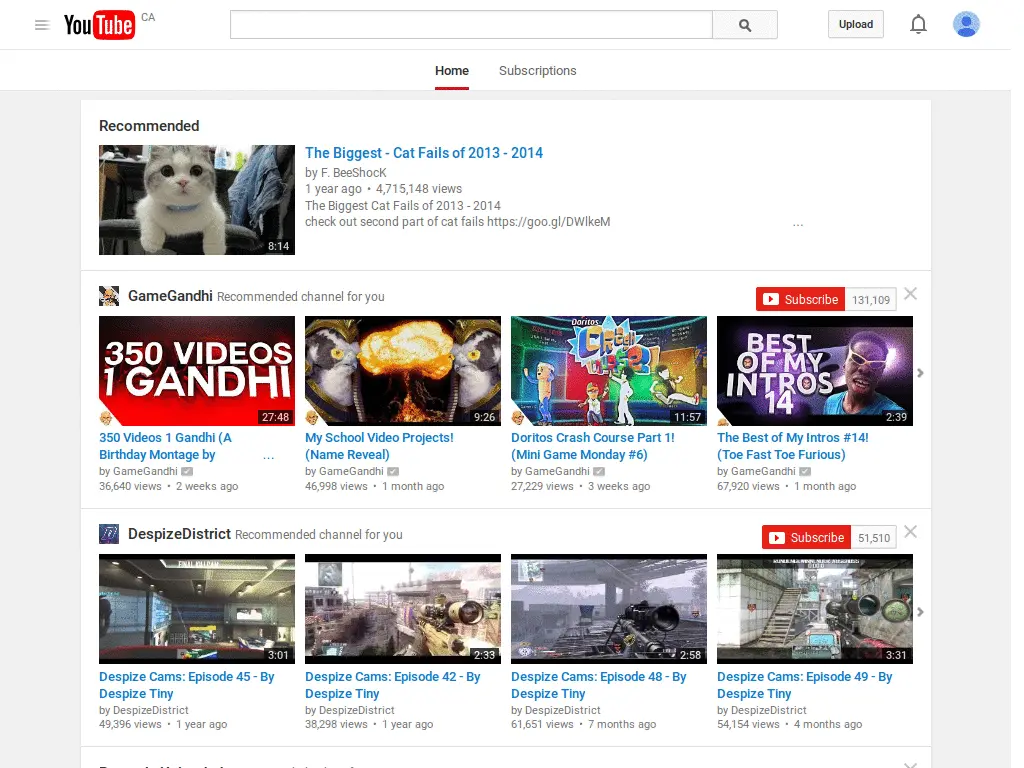 YouTube CA
Upload
Home Subscriptions
Recommended
8:14
The Biggest - Cat Fails of 2013 - 2014
by F. BeeShocK
1 year ago • 4,715,148 views
The Biggest Cat Fails of 2013 - 2014
check out second part of cat fails https://goo.gl/DWlkeM ...
GameGandhi Recommended channel for you
Subscribe 131,109
350 VIDEOS
1 GANDHI
27:48
9:26
Doritos
CRASH
COURSE
11:57
BEST
OF MY
INTROS
14
2:39
350 Videos 1 Gandhi (A
Birthday Montage by ...
by GameGandhi
36,640 views • 2 weeks ago
My School Video Projects!
(Name Reveal)
by GameGandhi
46,998 views • 1 month ago
Doritos Crash Course Part 1!
(Mini Game Monday #6)
by GameGandhi
27,229 views • 3 weeks ago
The Best of My Intros #14!
(Toe Fast Toe Furious)
by GameGandhi
67,920 views • 1 month ago
DespizeDistrict Recommended channel for you
Subscribe 51,510
FINAL KILLCAM
3:01
2:33
2:58
3:31
Despize Cams: Episode 45 - By
Despize Tiny
by DespizeDistrict
49,396 views • 1 year ago
Despize Cams: Episode 42 - By
Despize Tiny
by DespizeDistrict
38,298 views • 1 year ago
Despize Cams: Episode 48 - By
Despize Tiny
by DespizeDistrict
61,651 views • 7 months ago
Despize Cams: Episode 49 - By
Despize Tiny
by DespizeDistrict
54,154 views • 4 months ago